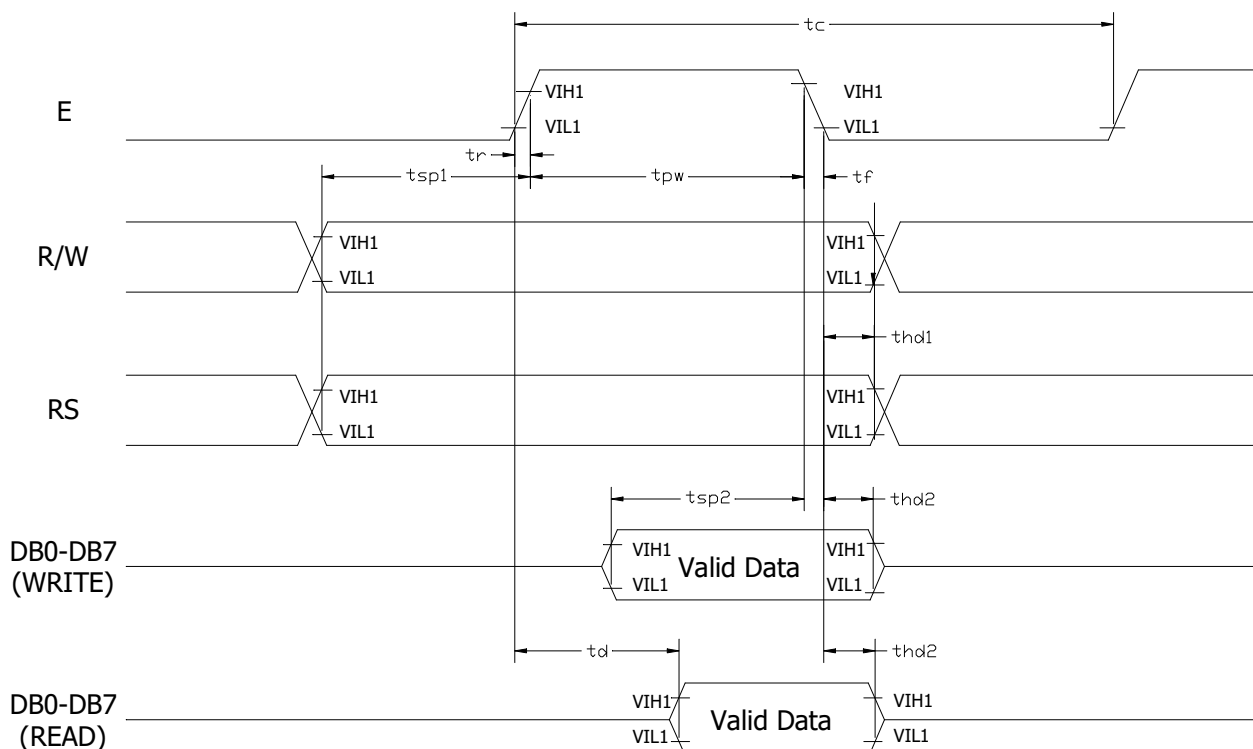 tc
E
VIH1
VIH1
VIL1
VIL1
tr
tsp1
tpw
tf
R/W
VIH1
VIH1
VIL1
VIL1
thd1
RS
VIH1
VIH1
VIL1
VIL1
tsp2
thd2
DB0-DB7
(WRITE)
VIH1
Valid Data
VIH1
VIL1
VIL1
td
thd2
DB0-DB7
(READ)
VIH1
Valid Data
VIH1
VIL1
VIL1